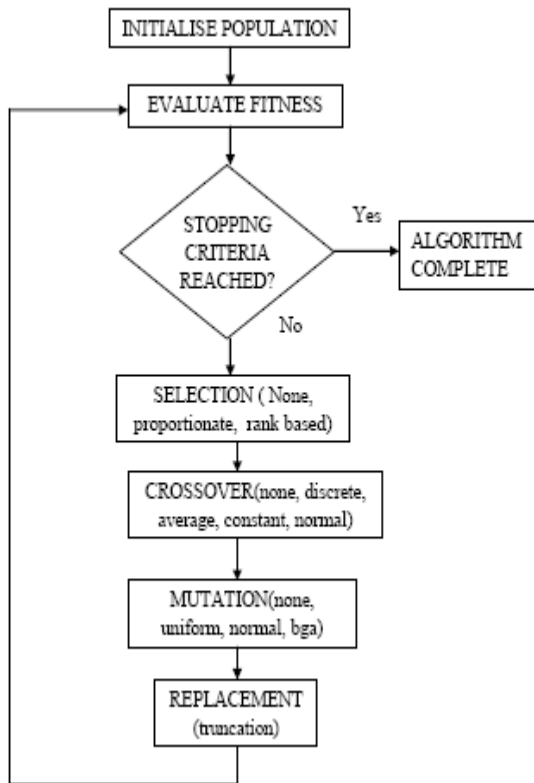 INITIALISE POPULATION
EVALUATE FITNESS
STOPPING
CRITERIA
REACHED?
Yes
ALGORITHM
COMPLETE
No
SELECTION ( None,
proportionate, rank based)
CROSSOVER(none, discrete,
average, constant, normal)
MUTATION(none,
uniform, normal, bga)
REPLACEMENT
(truncation)